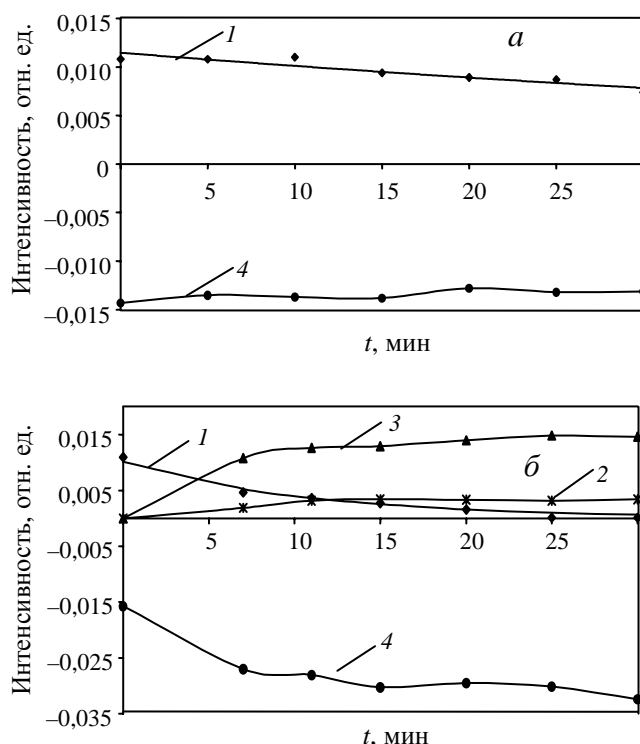 Интенсивность, отн. ед.
0,015
0,010
0,005
0
–0,005
–0,010
–0,015
1
а
5 10 15 20 25
4
t, мин
Интенсивность, отн. ед.
0,015
0,005
–0,005
–0,015
–0,025
–0,035
1
3
б
2
5 10 15 20 25
4
t, мин